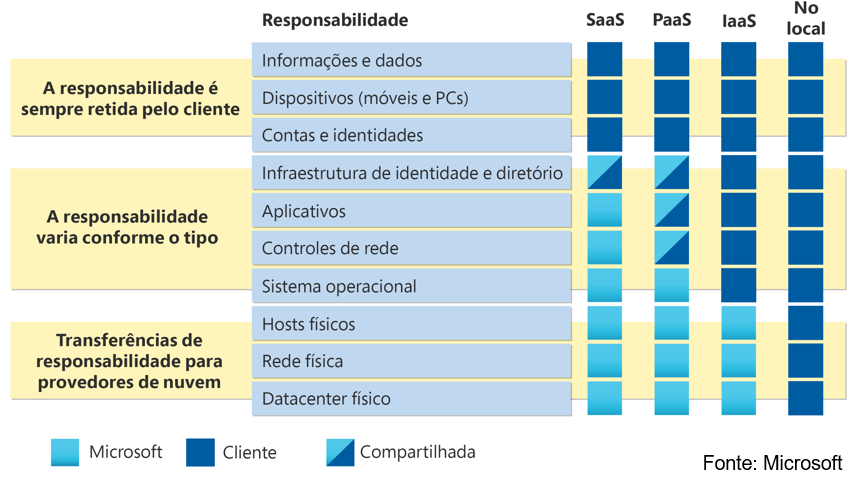 Responsabilidade SaaS PaaS IaaS No local
A responsabilidade é
sempre retida pelo cliente
Informações e dados
Dispositivos (móveis e PCs)
Contas e identidades
A responsabilidade
varia conforme o tipo
Infraestrutura de identidade e diretório
Aplicativos
Controles de rede
Sistema operacional
Transferências de
responsabilidade para
provedores de nuvem
Hosts físicos
Rede física
Datacenter físico
Microsoft Cliente Compartilhada
Fonte: Microsoft